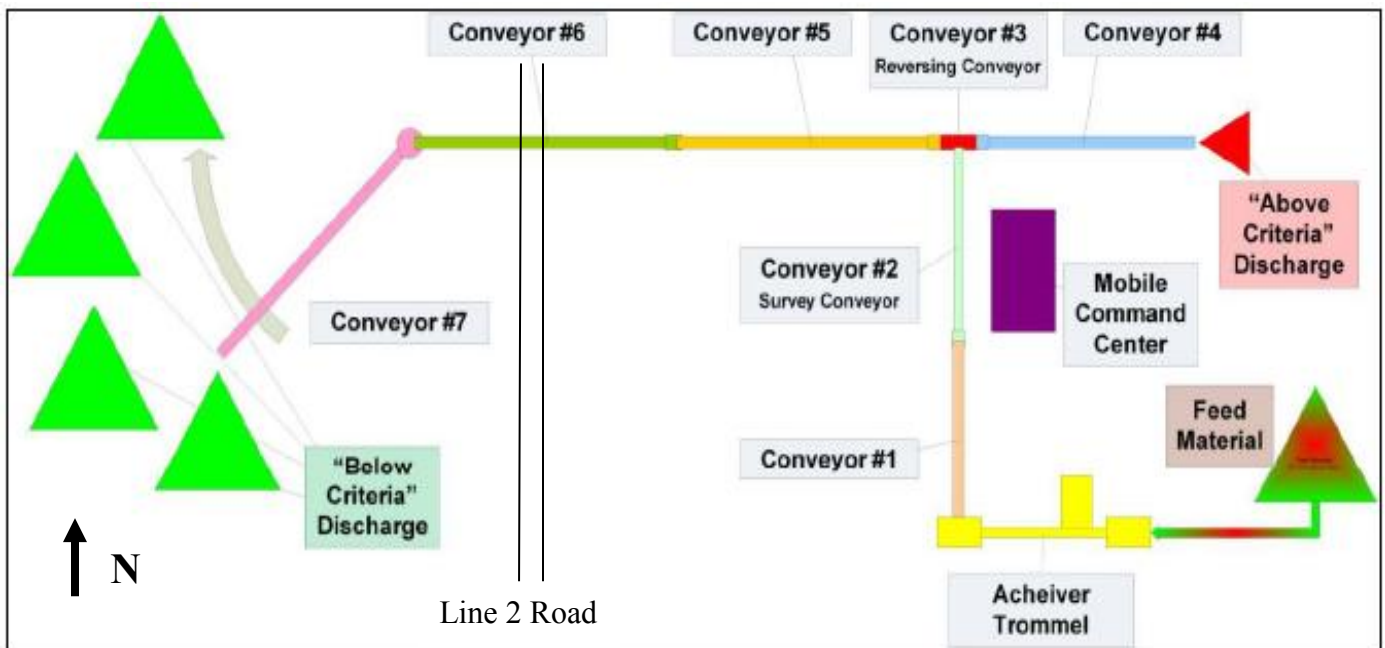 Conveyor #6
Conveyor #5
Conveyor #3
Reversing Conveyor
Conveyor #4
"Above
Criteria"
Discharge
Conveyor #2
Survey Conveyor
Mobile
Command
Center
Conveyor #7
Feed
Material
Conveyor #1
"Below
Criteria"
Discharge
N
Line 2 Road
Acheiver
Trommel